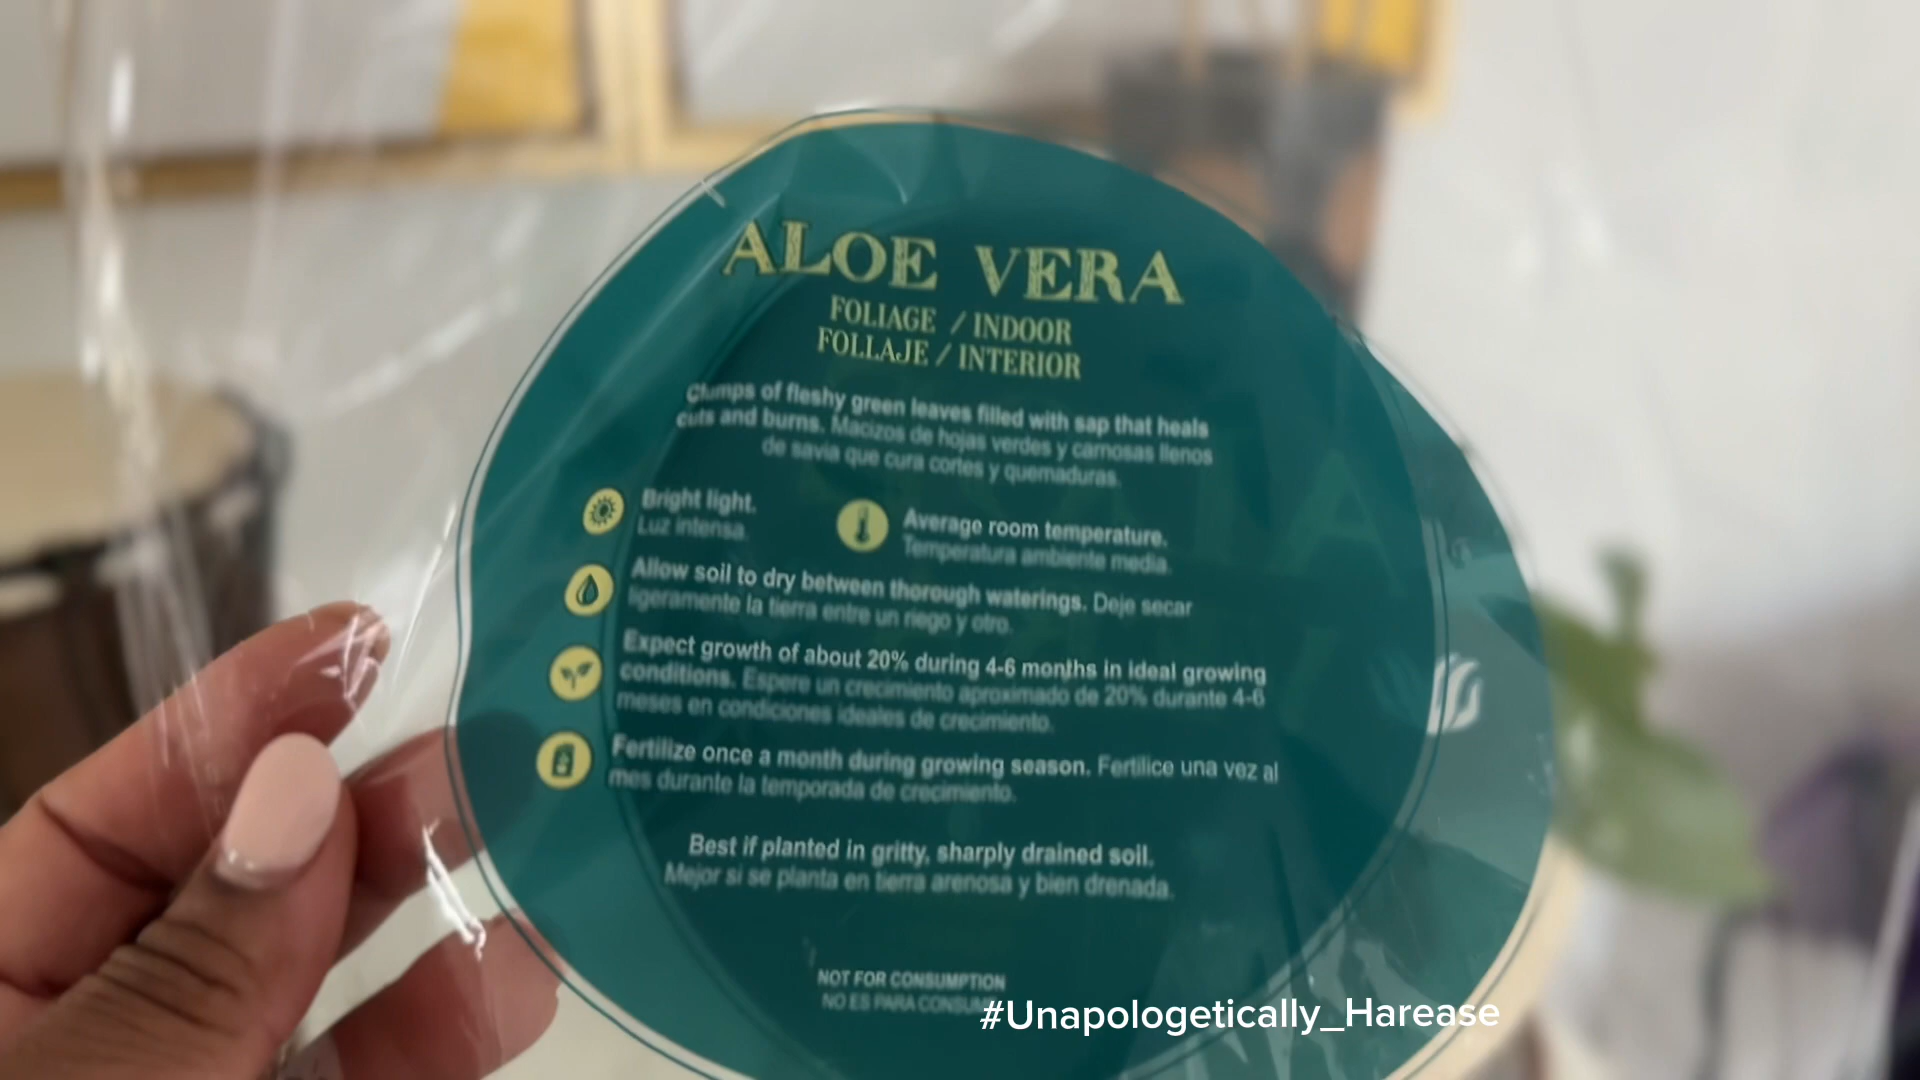 ALOE VERA
FOLIAGE / INDOOR
FOLLAJE / INTERIOR
Clumps of fleshy green leaves filled with sap that heals
cuts and burns. Macizos de hojas verdes y carnosas llenos
de savia que cura cortes y quemaduras.
Bright light.
Luz intensa.
Average room temperature.
Temperatura ambiente media.
Allow soil to dry between thorough waterings. Deje secar
ligeramente la tierra entre un riego y otro.
Expect growth of about 20% during 4-6 months in ideal growing
conditions. Espere un crecimiento aproximado de 20% durante 4-6
meses en condiciones ideales de crecimiento.
Fertilize once a month during growing season. Fertilice una vez al
mes durante la temporada de crecimiento.
Best if planted in gritty, sharply drained soil.
Mejor si se planta en tierra arenosa y bien drenada.
NOT FOR CONSUMPTION
NO ES PARA
#Unapologetically_Harease